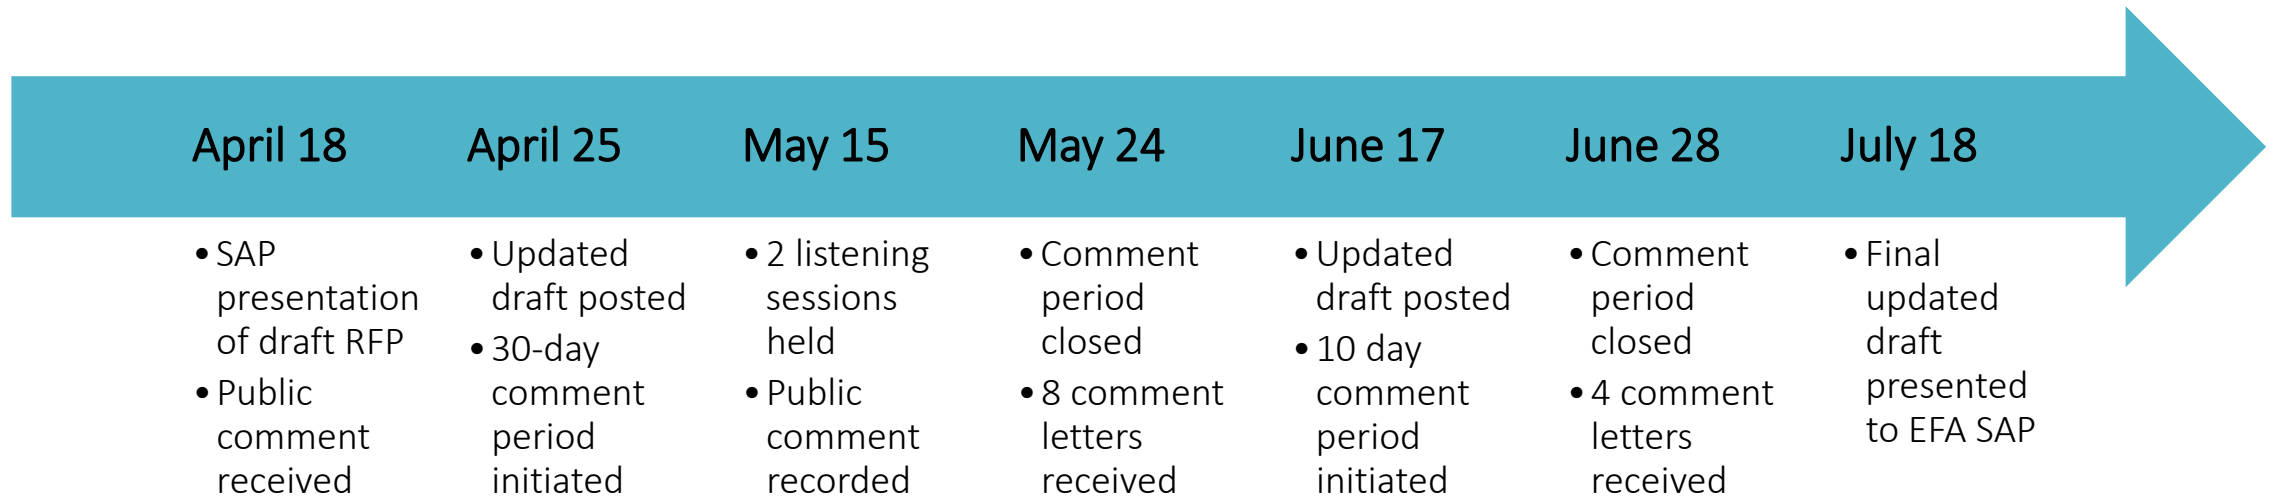 April 18
April 25
May 15
May 24
June 17
June 28
July 18
• SAP
presentation
of draft RFP
• Public
comment
received
• Updated
draft posted
• 30-day
comment
period
initiated
• 2 listening
sessions
held
• Public
comment
recorded
• Comment
period
closed
• 8 comment
letters
received
• Updated
draft posted
• 10 day
comment
period
initiated
• Comment
period
closed
• 4 comment
letters
received
• Final
updated
draft
presented
to EFA SAP